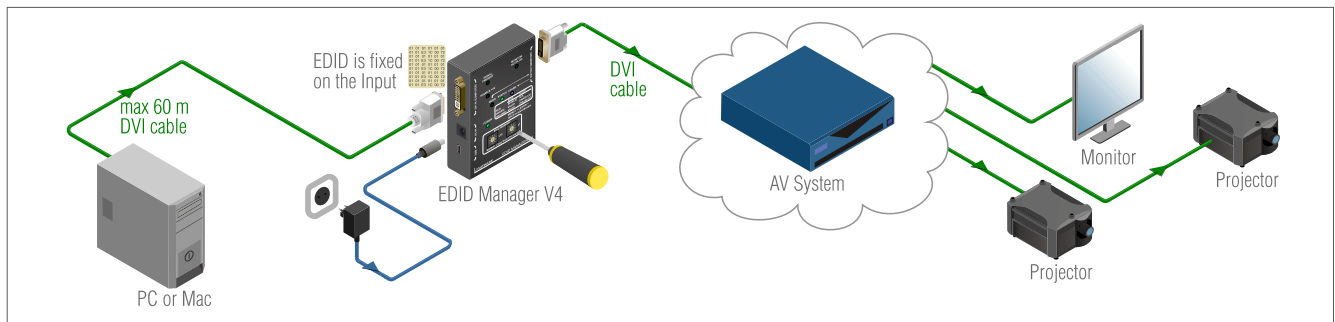 EDID is fixed
on the Input
max 60 m
DVI cable
PC or Mac
EDID Manager V4
DVI
cable
AV System
Monitor
Projector
Projector